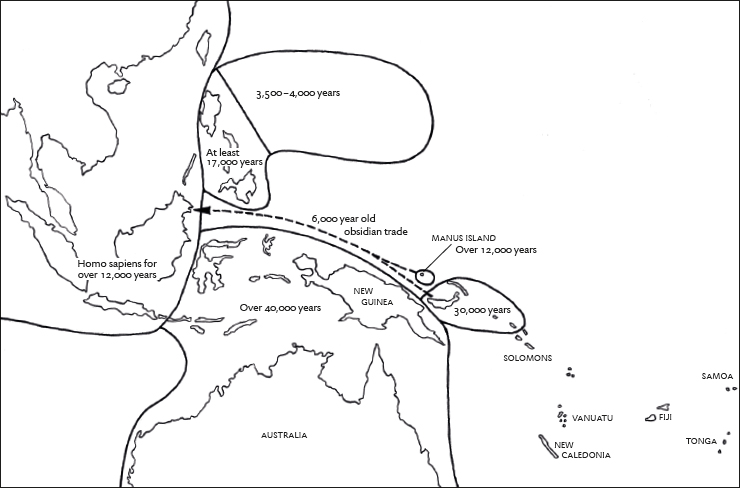 3,500–4,000 years
At least
17,000 years
6,000 year old
obsidian trade
MANUS ISLAND
Over 12,000 years
Homo sapiens for
over 12,000 years
NEW
GUINEA
Over 40,000 years
30,000 years
SOLOMONS
SAMOA
VANUATU
FIJI
AUSTRALIA
NEW
CALEDONIA
TONGA